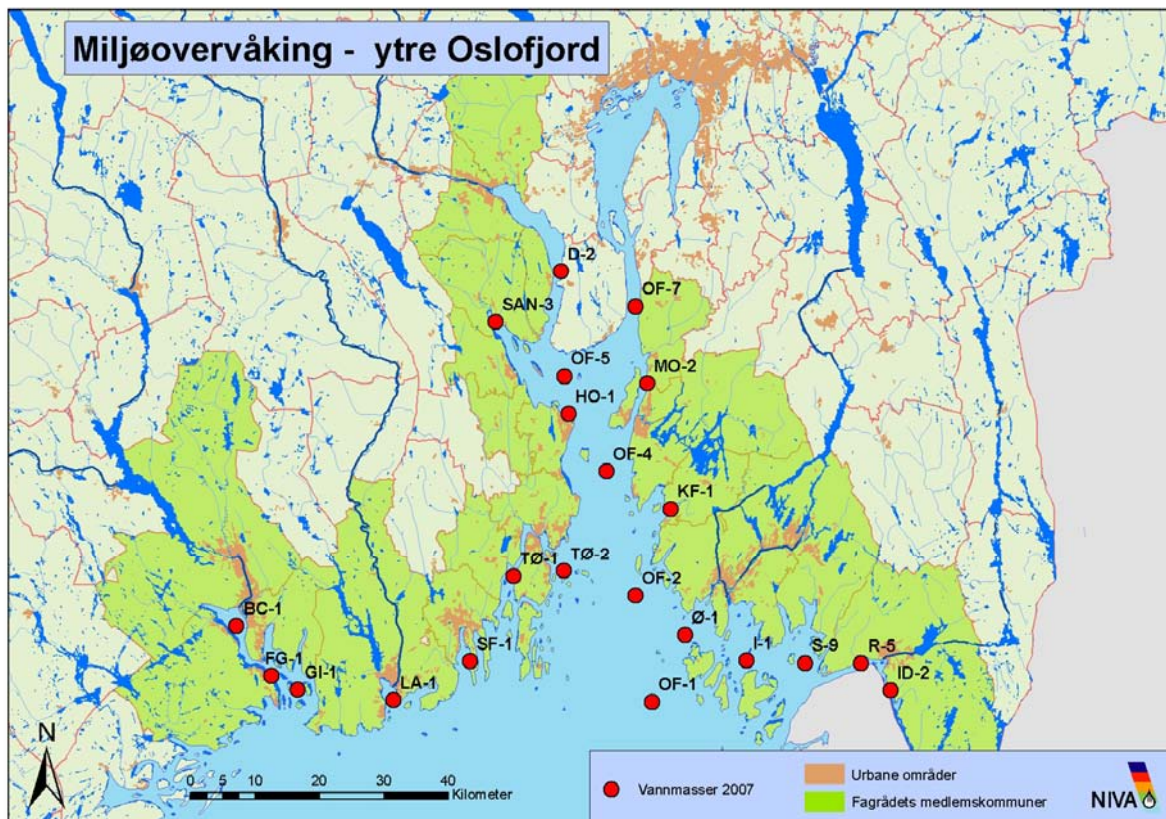 Miljøovervåking - ytre Oslofjord
D-2
SAN-3
OF-7
OF-5
MO-2
HO-1
OF-4
KF-1
TØ-1
TØ-2
OF-2
BC-1
Ø-1
SF-1
I-1
S-9
R-5
FG-1
GI-1
LA-1
ID-2
OF-1
N
0 5 10 20 30 40
Kilometer
Vannmasser 2007
Urbane områder
Fagrådets medlemskommuner
NIVA